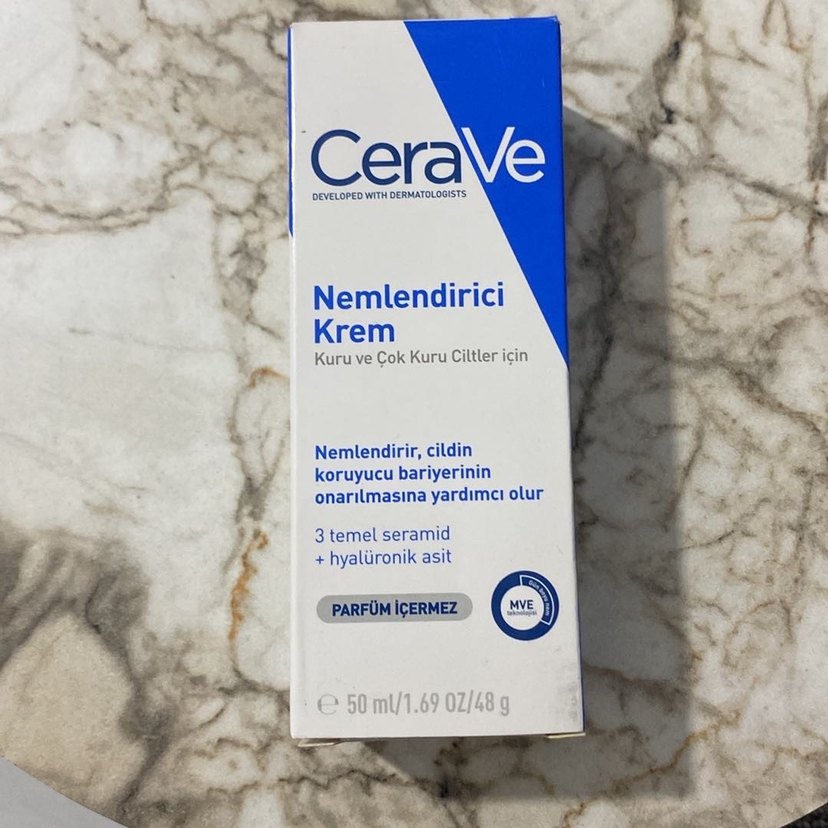 CeraVe
DEVELOPED WITH DERMATOLOGISTS
Nemlendirici
Krem
Kuru ve Çok Kuru Ciltler için
Nemlendirir, cildin
koruyucu bariyerinin
onarılmasına yardımcı olur
3 temel seramid
+ hyalüronik asit
PARFÜM İÇERMEZ
MVE
teknolojisi
℮ 50 ml/1.69 OZ/48 g